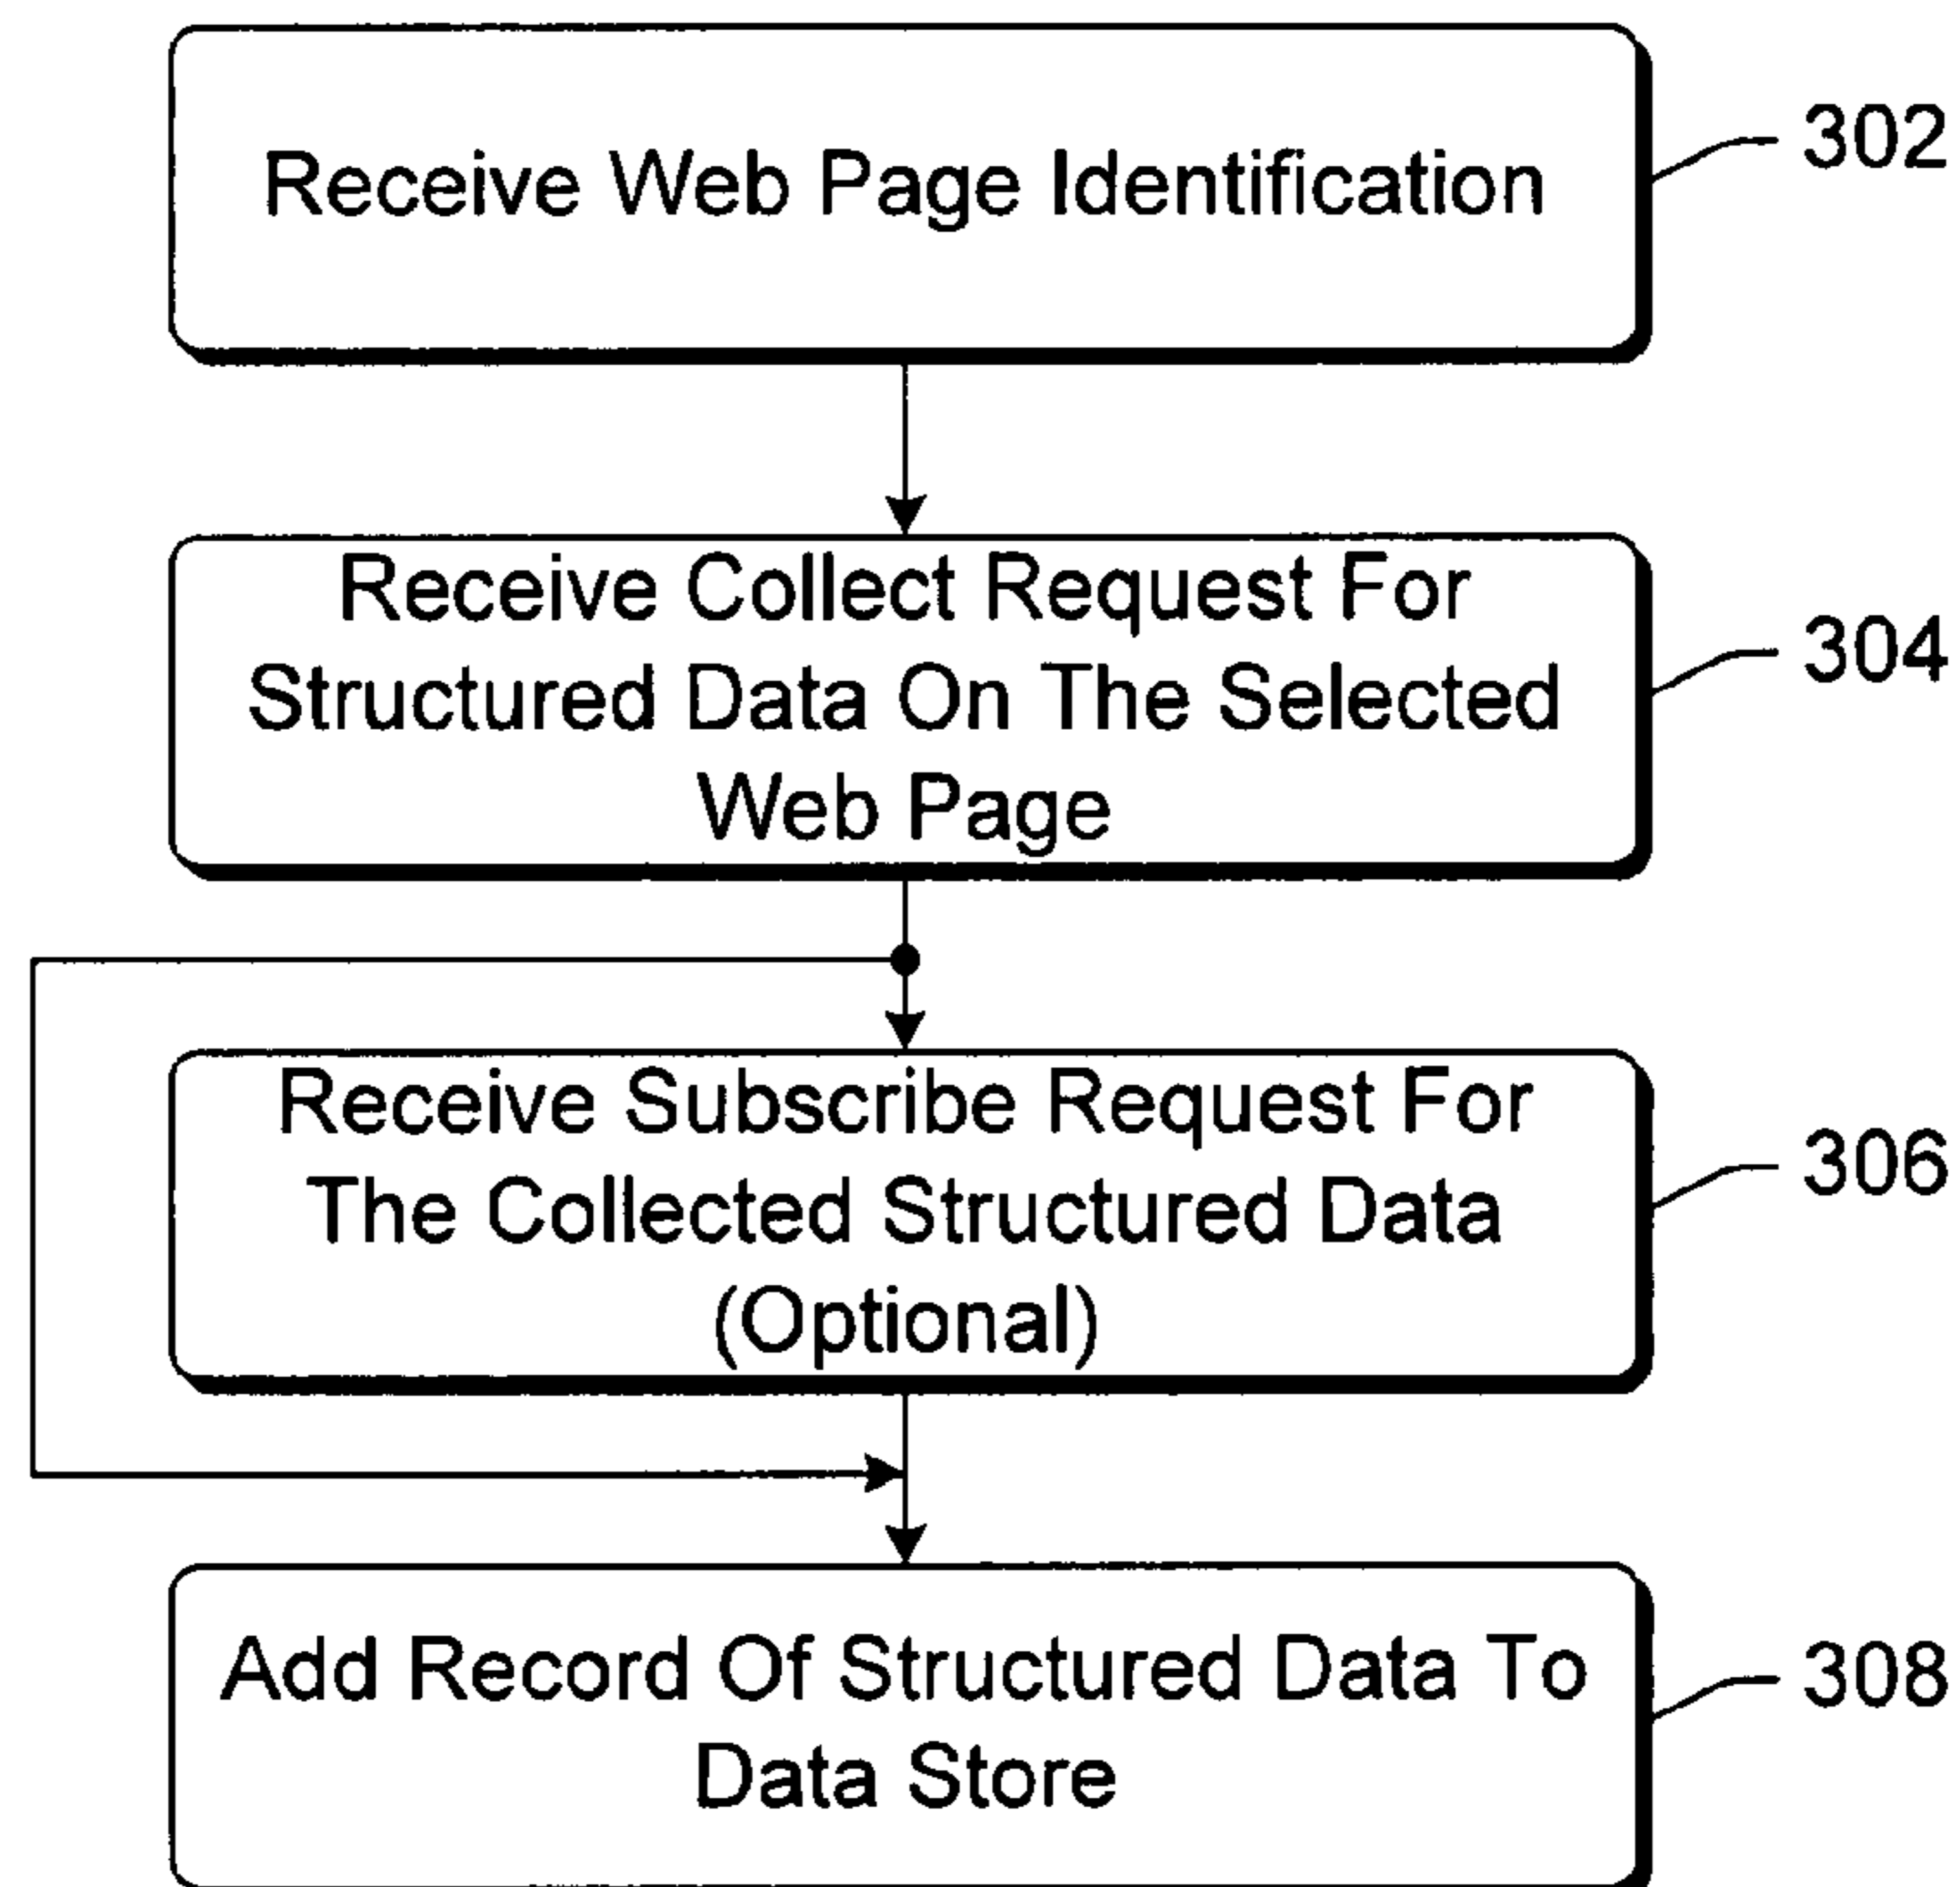 Receive Web Page Identification
302
Receive Collect Request For
Structured Data On The Selected
Web Page
304
Receive Subscribe Request For
The Collected Structured Data
(Optional)
306
Add Record Of Structured Data To
Data Store
308